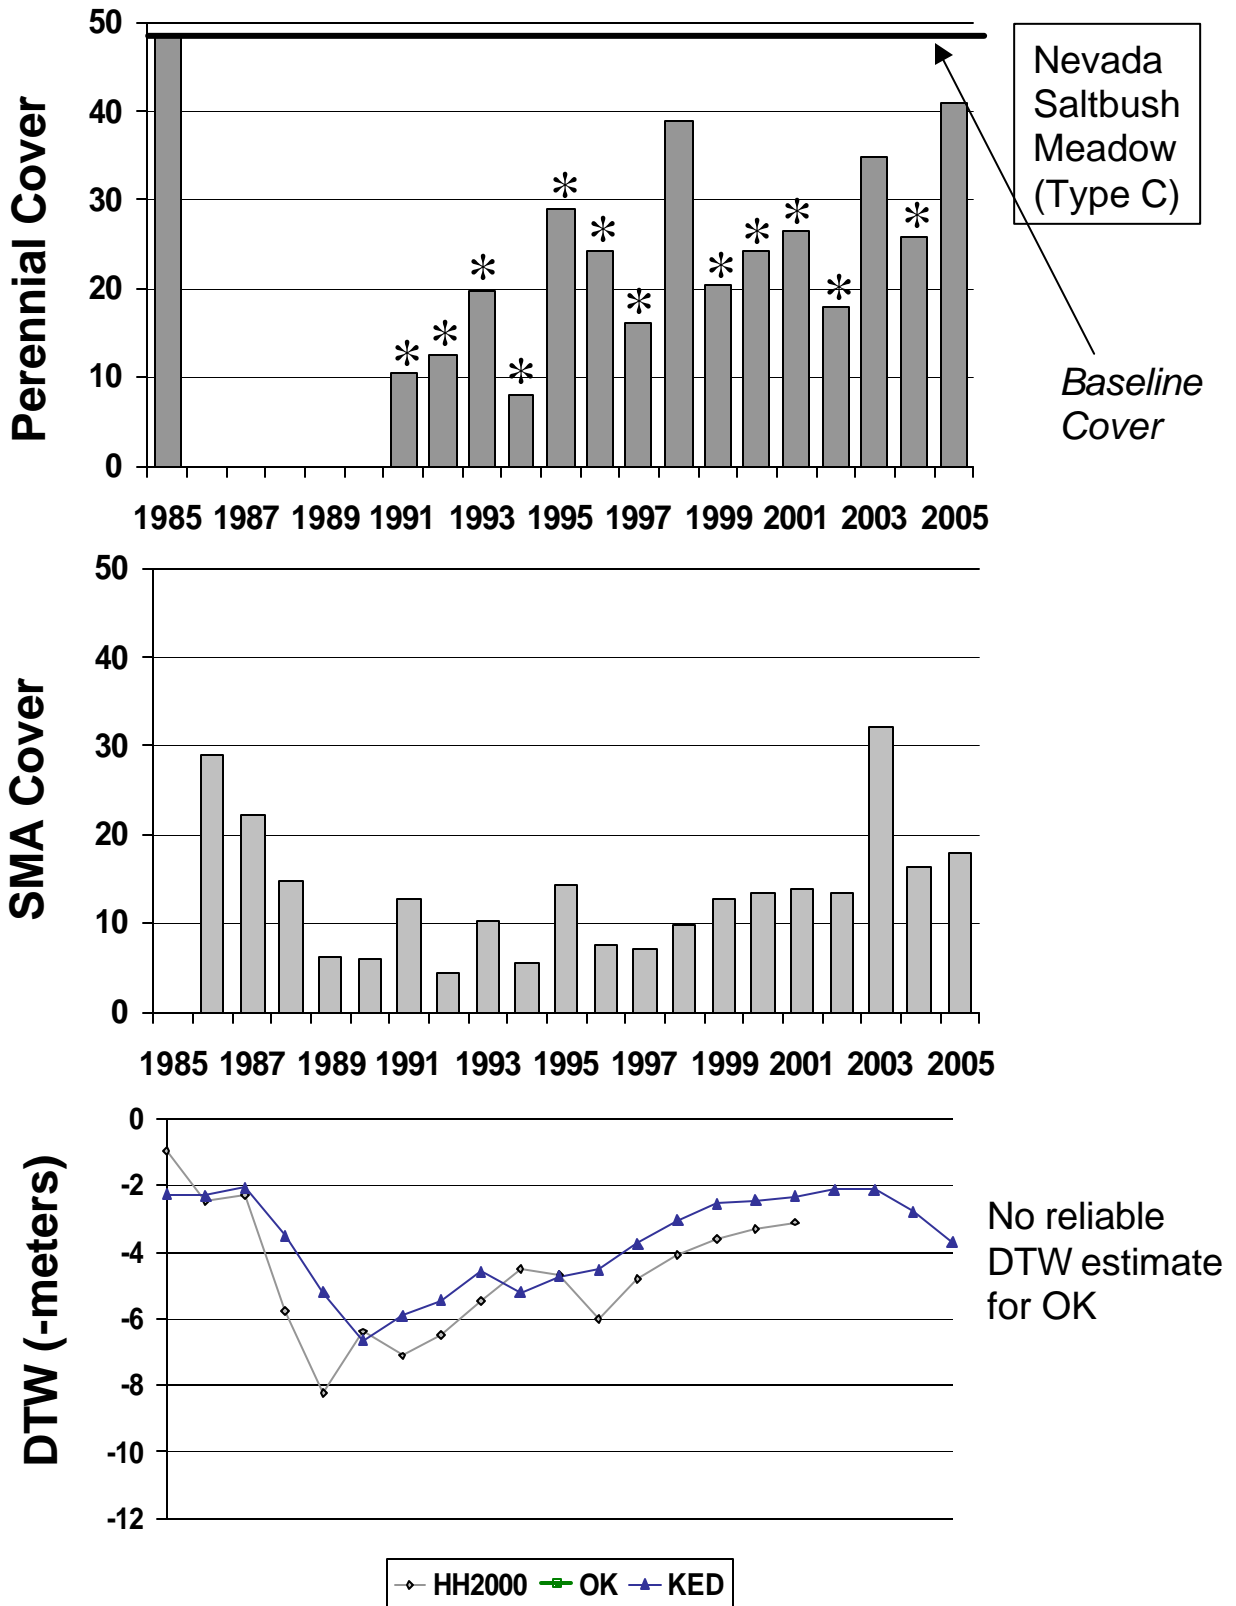 50
40
30
20
10
0
Perennial Cover
* * * * * * * * * * * *
1985 1987 1989 1991 1993 1995 1997 1999 2001 2003 2005
Nevada
Saltbush
Meadow
(Type C)
Baseline
Cover
50
40
30
20
10
0
SMA Cover
1985 1987 1989 1991 1993 1995 1997 1999 2001 2003 2005
0
-2
-4
-6
-8
-10
-12
DTW (-meters)
No reliable
DTW estimate
for OK
HH2000 OK KED